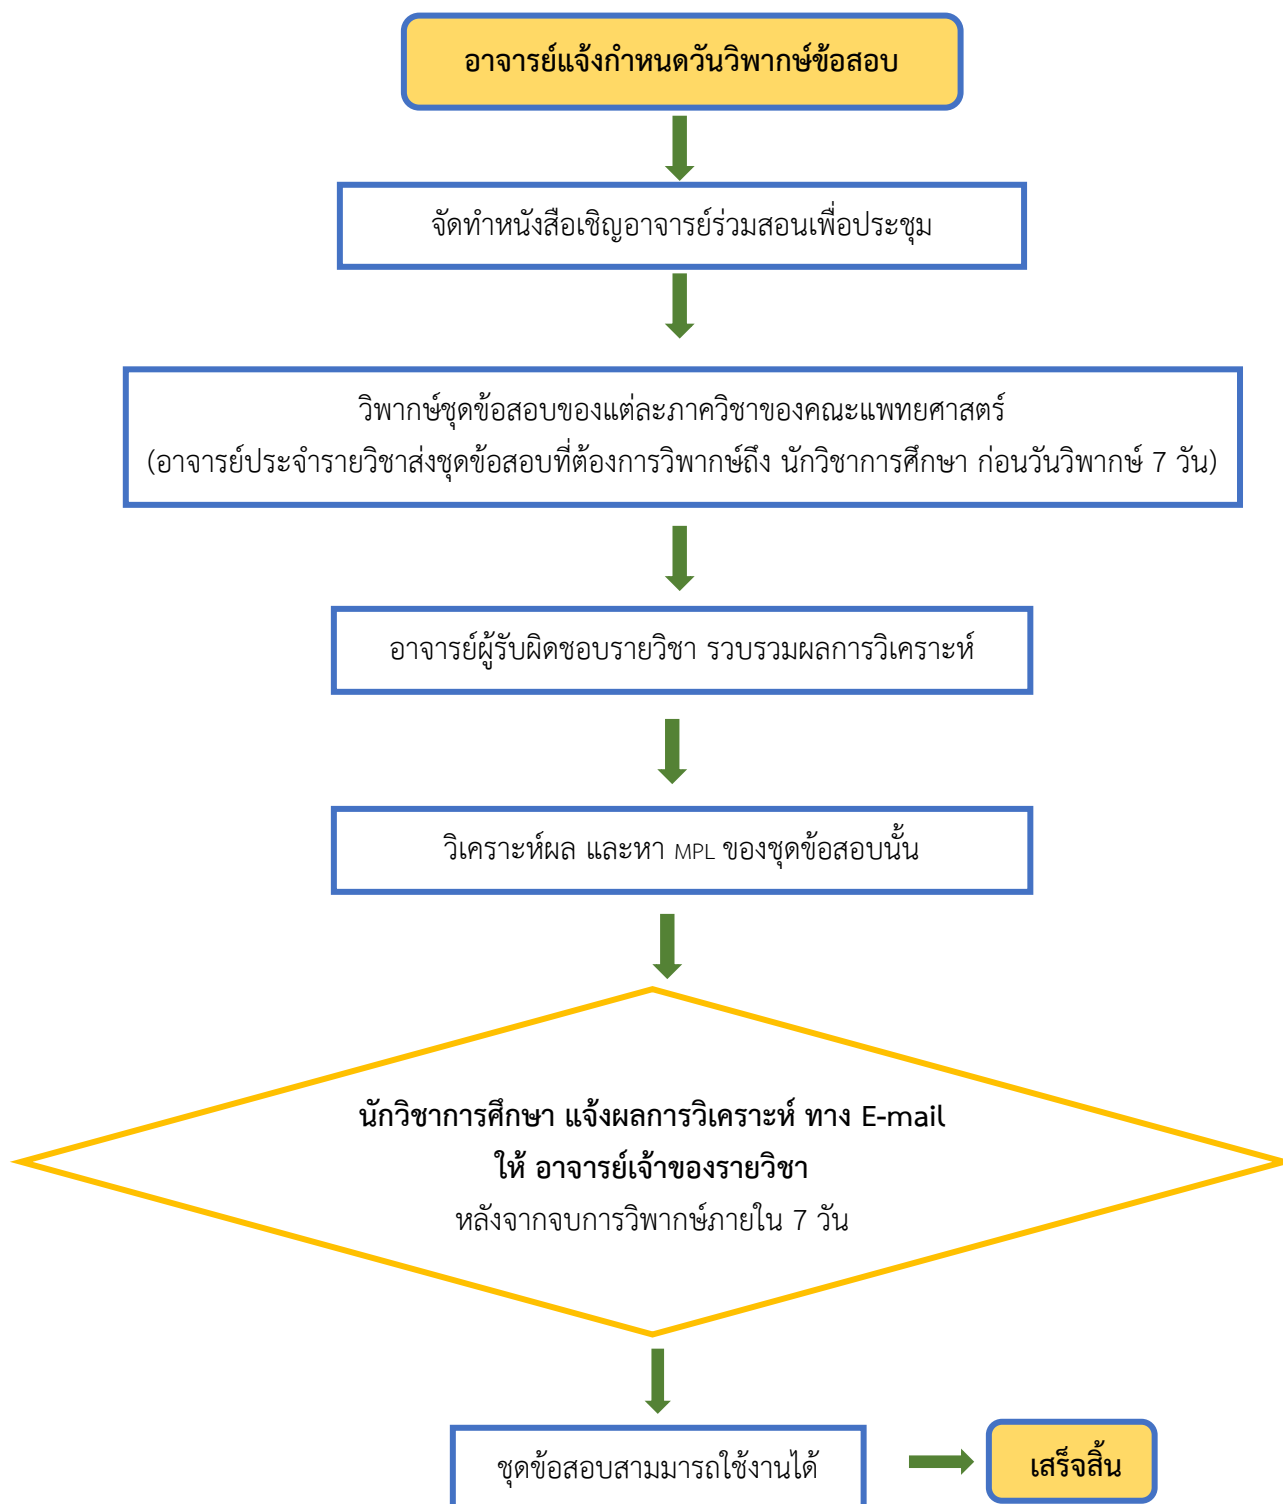 อาจารย์แจ้งกำหนดวันวิพากษ์ข้อสอบ
จัดทำหนังสือเชิญอาจารย์ร่วมสอนเพื่อประชุม
วิพากษ์ชุดข้อสอบของแต่ละภาควิชาของคณะแพทยศาสตร์
(อาจารย์ประจำรายวิชาส่งชุดข้อสอบที่ต้องการวิพากษ์ถึง นักวิชาการศึกษา ก่อนวันวิพากษ์ 7 วัน)
อาจารย์ผู้รับผิดชอบรายวิชา รวบรวมผลการวิเคราะห์
วิเคราะห์ผล และหา MPL ของชุดข้อสอบนั้น
นักวิชาการศึกษา แจ้งผลการวิเคราะห์ ทาง E-mail
ให้ อาจารย์เจ้าของรายวิชา
หลังจากจบการวิพากษ์ภายใน 7 วัน
ชุดข้อสอบสามมารถใช้งานได้
เสร็จสิ้น